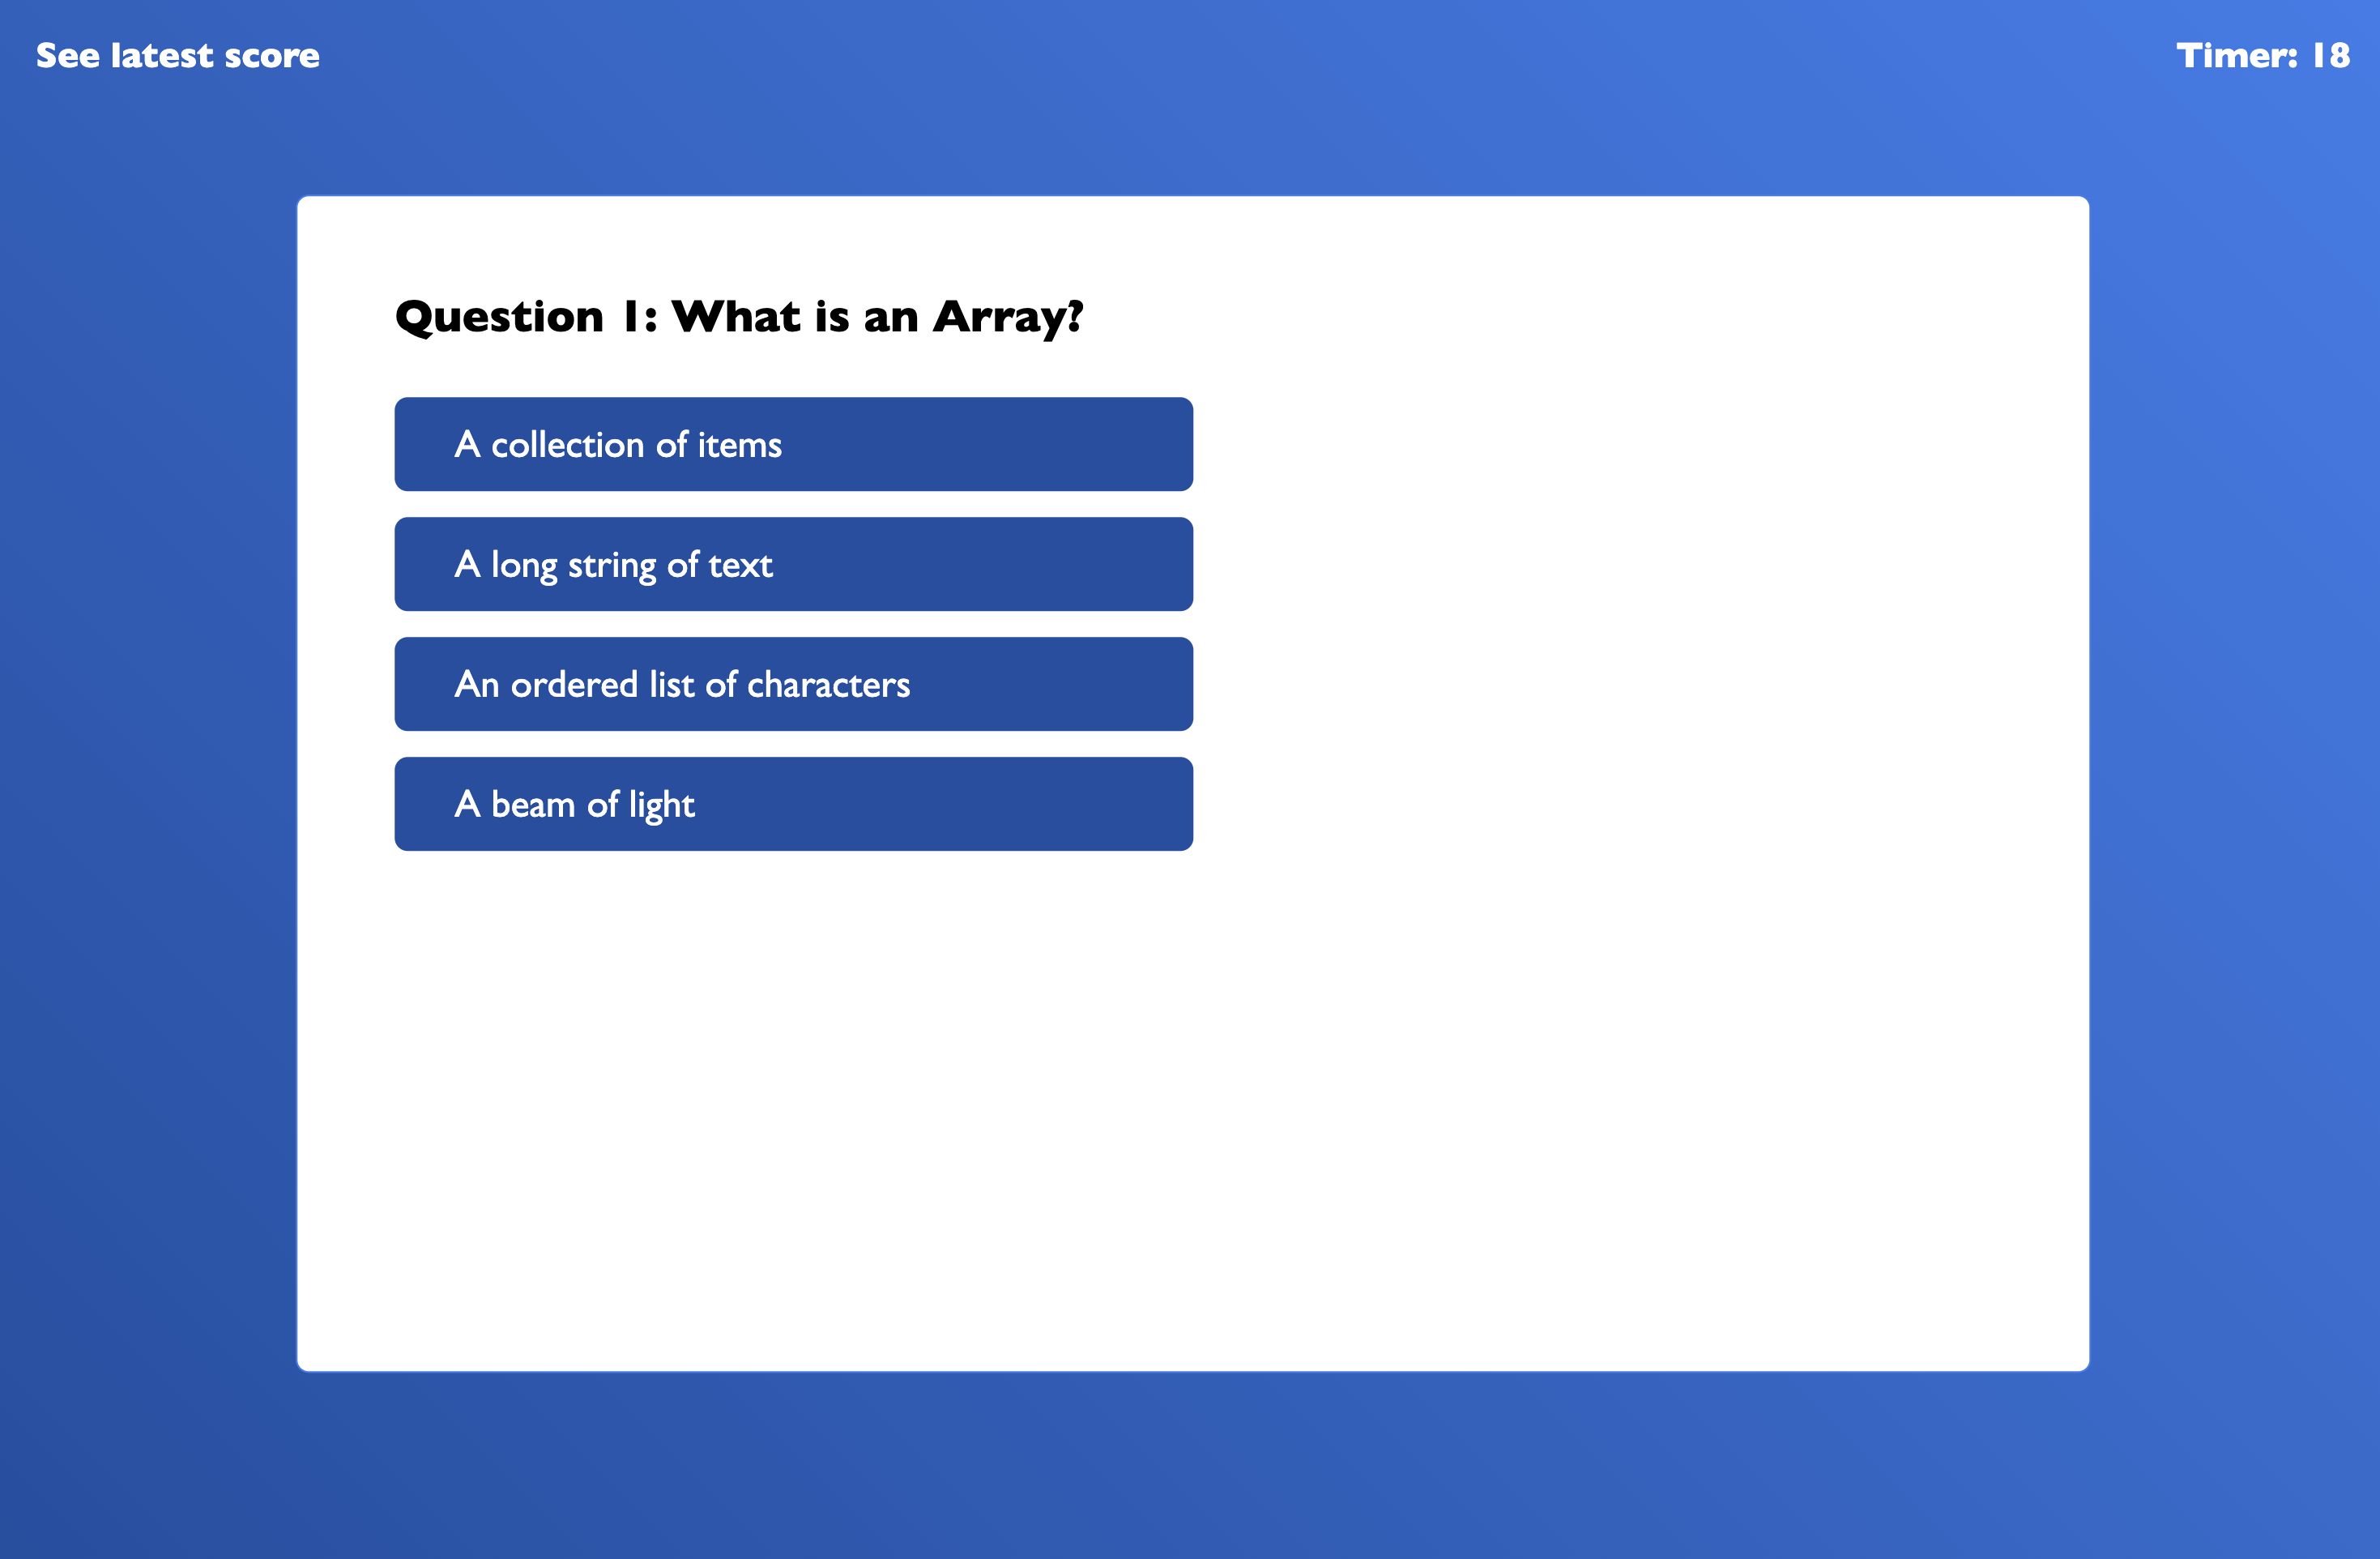 See latest score
Timer: 18
Question 1: What is an Array?
A collection of items
A long string of text
An ordered list of characters
A beam of light